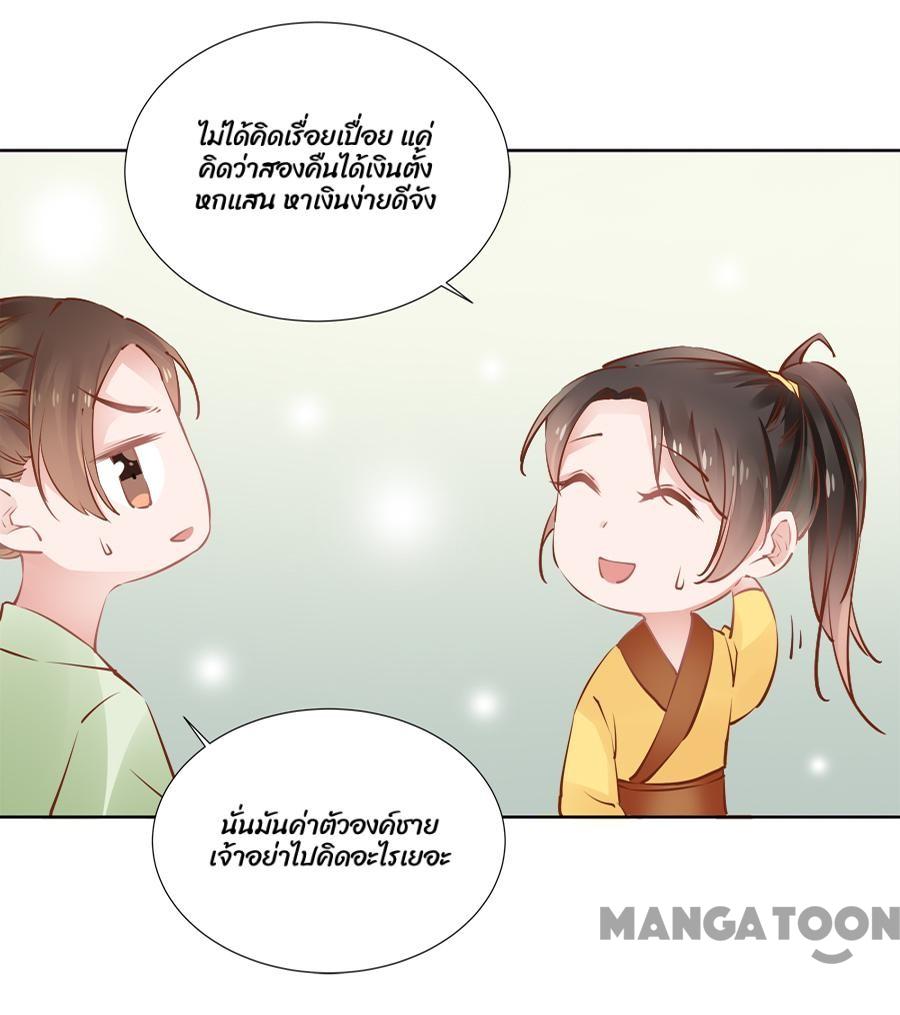 ไม่ได้คิดเรื่อยเปื่อย แค่
คิดว่าสองคืนได้เงินตั้ง
หกแสน หาเงินง่ายดีจัง
นั่นมันค่าตัวองค์ชาย
เจ้าอย่าไปคิดอะไรเยอะ
MANGATOON